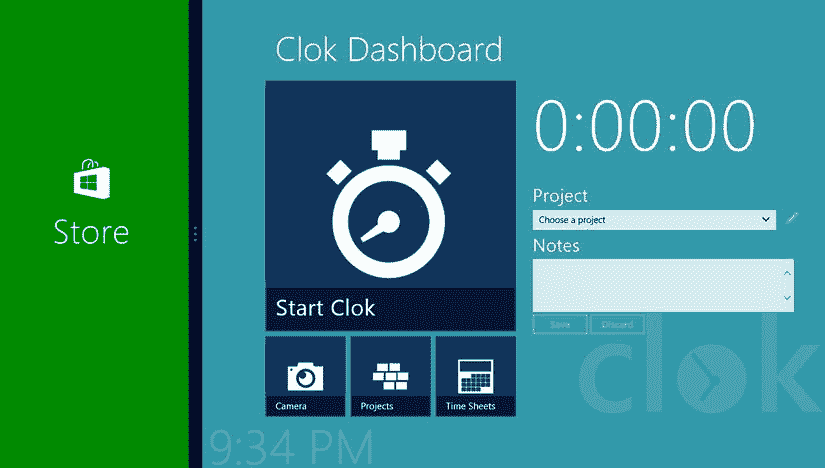 Store
Clok Dashboard
Start Clok
Camera
Projects
Time Sheets
0:00:00
Project
Choose a project
Notes
Save
Discard
clok
9:34 PM